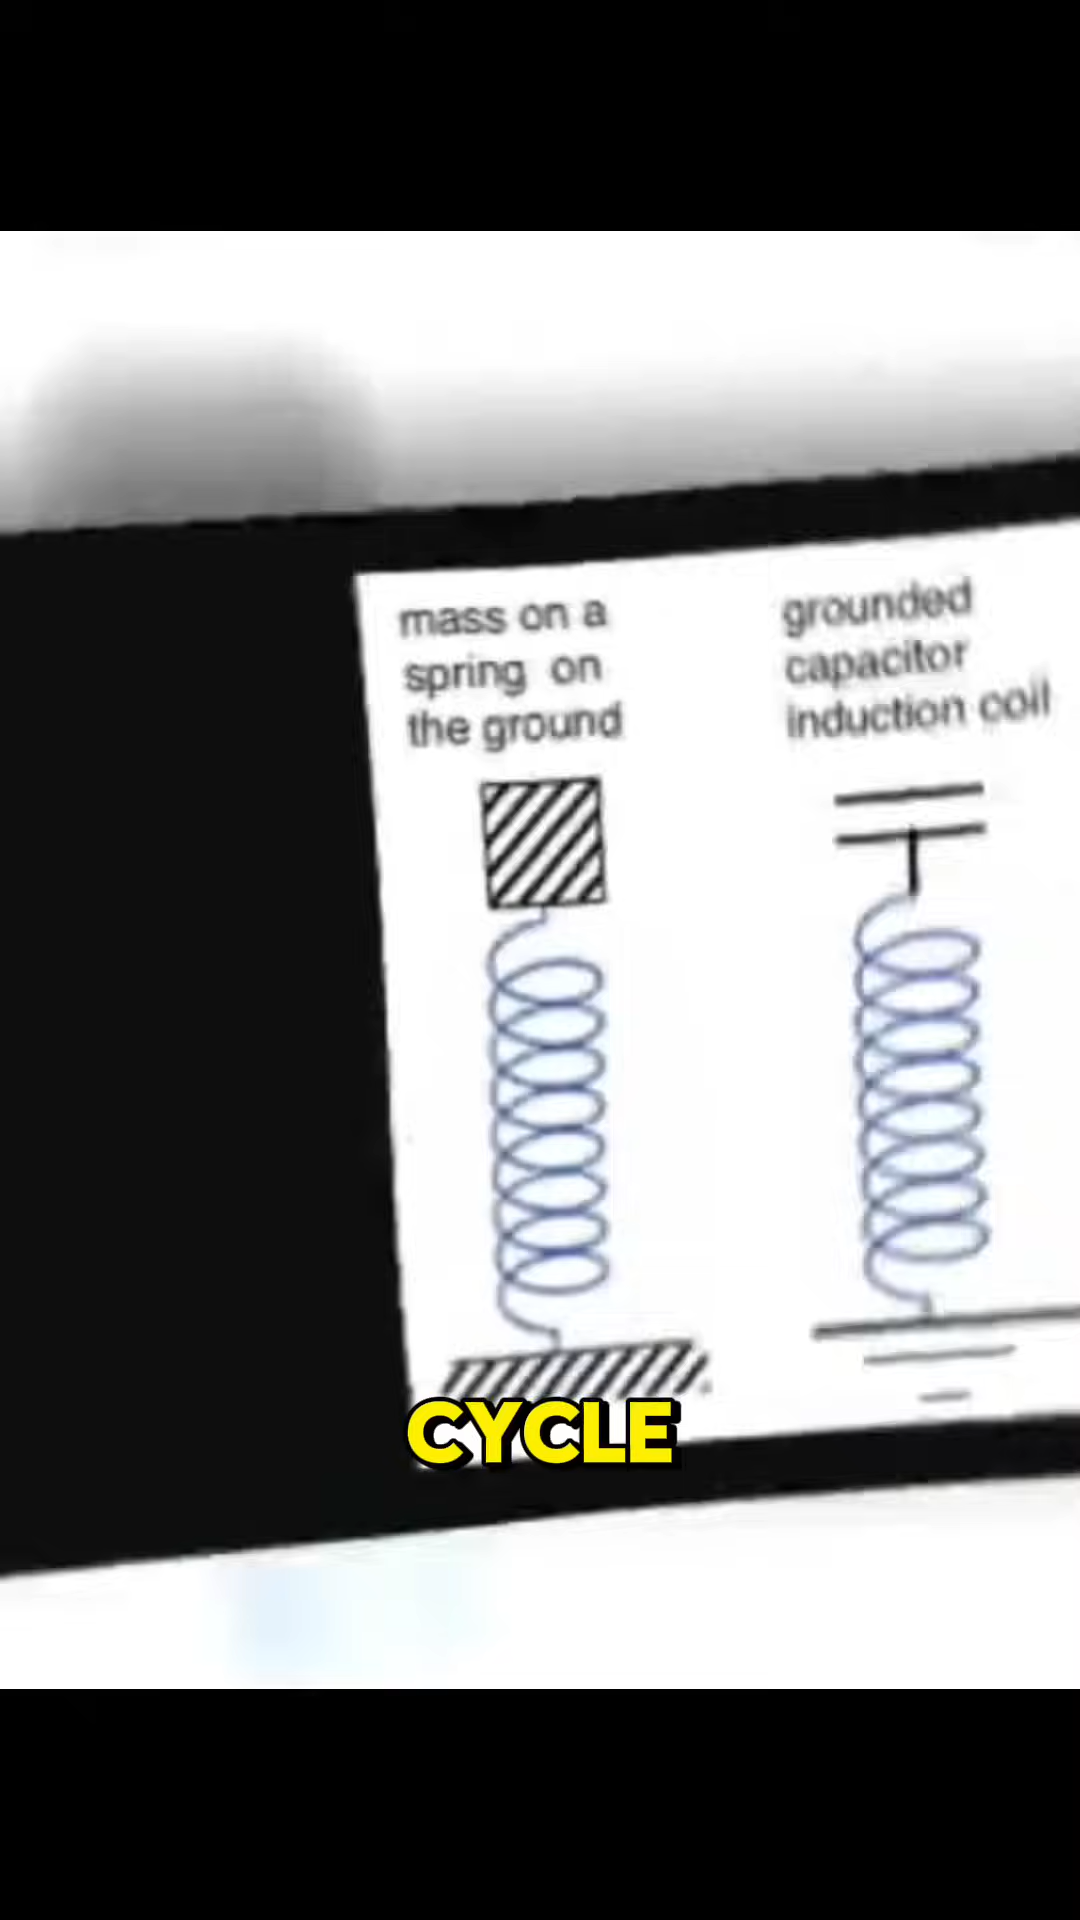 mass on a
spring on
the ground
grounded
capacitor
induction coil
CYCLE